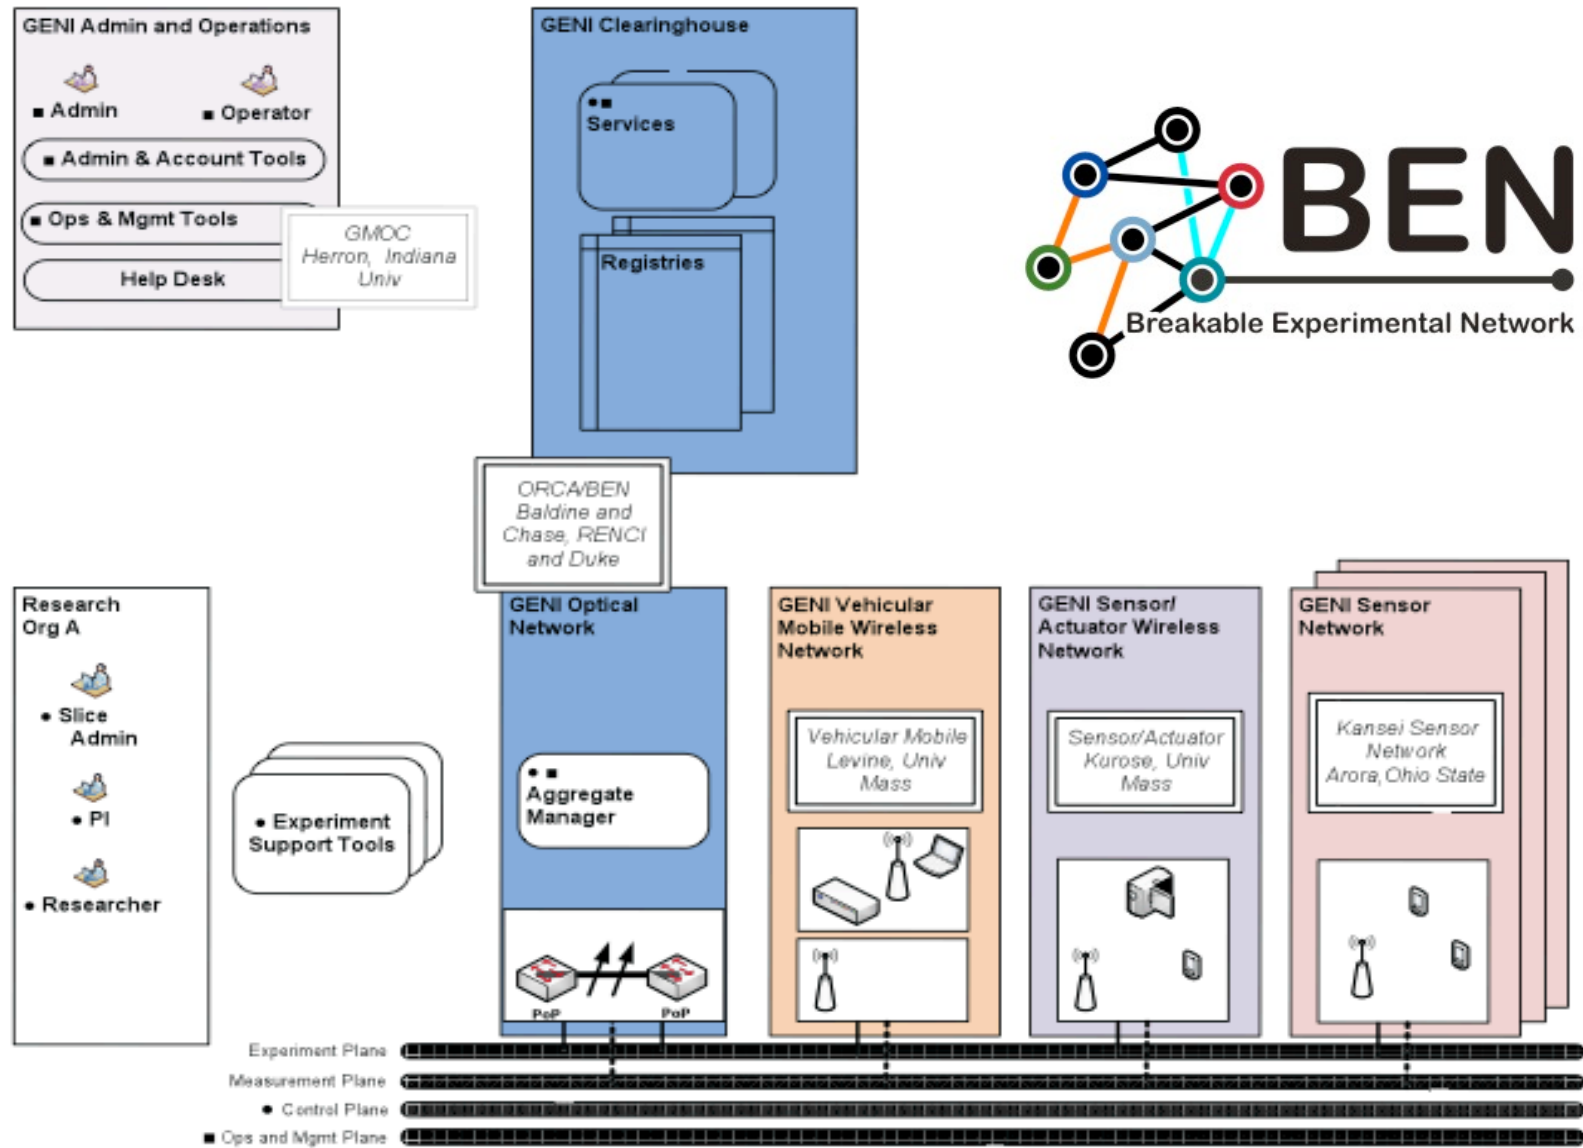 GENI Admin and Operations
■ Admin
■ Operator
■ Admin & Account Tools
■ Ops & Mgmt Tools
Help Desk
GMOC
Herron, Indiana
Univ
GENI Clearinghouse
● ■
Services
Registries
BEN
Breakable Experimental Network
ORCA/BEN
Baldine and
Chase, RENCI
and Duke
Research
Org A
● Slice
Admin
● PI
● Researcher
● Experiment
Support Tools
GENI Optical
Network
● ■
Aggregate
Manager
PoP
PoP
GENI Vehicular
Mobile Wireless
Network
Vehicular Mobile
Levine, Univ
Mass
GENI Sensor/
Actuator Wireless
Network
Sensor/Actuator
Kurose, Univ
Mass
GENI Sensor
Network
Kansei Sensor
Network
Arora, Ohio State
Experiment Plane
Measurement Plane
● Control Plane
■ Ops and Mgmt Plane